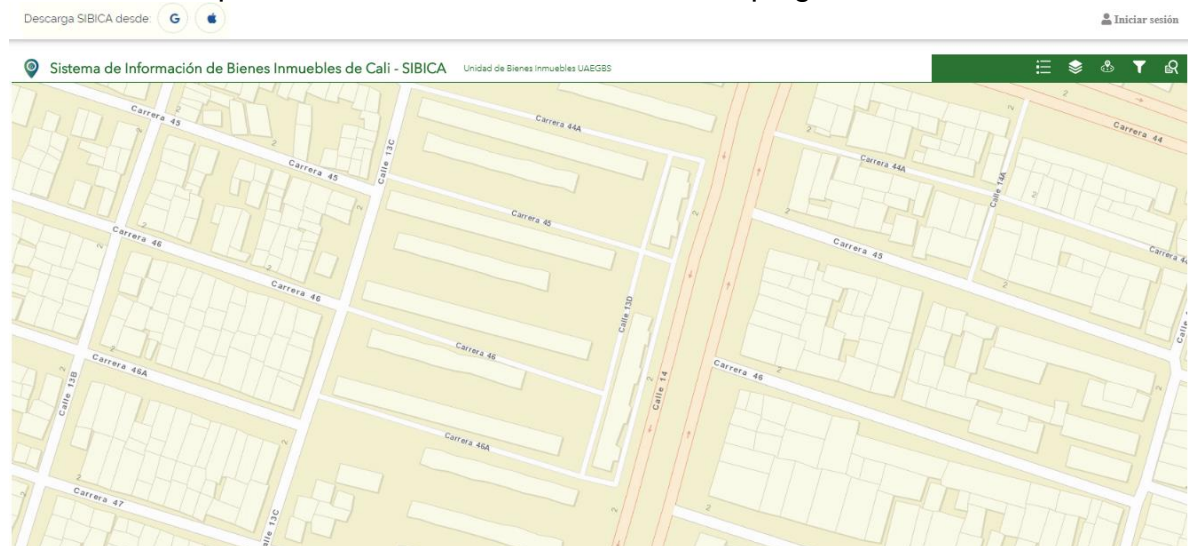 Descarga SIBICA desde:
G
Iniciar sesión
Sistema de Información de Bienes Inmuebles de Cali - SIBICA
Unidad de Bienes Inmuebles UAEGBS
Carrera 45
Carrera 44A
Carrera 44
Calle 13C
Carrera 45
Carrera 44A
Calle 14A
Carrera 45
Carrera 46
Carrera 45
Carrera 46
Calle 13D
Carrera 46
Carrera 46A
Carrera 46
Calle 13B
Calle 14
Carrera 46A
Carrera 47